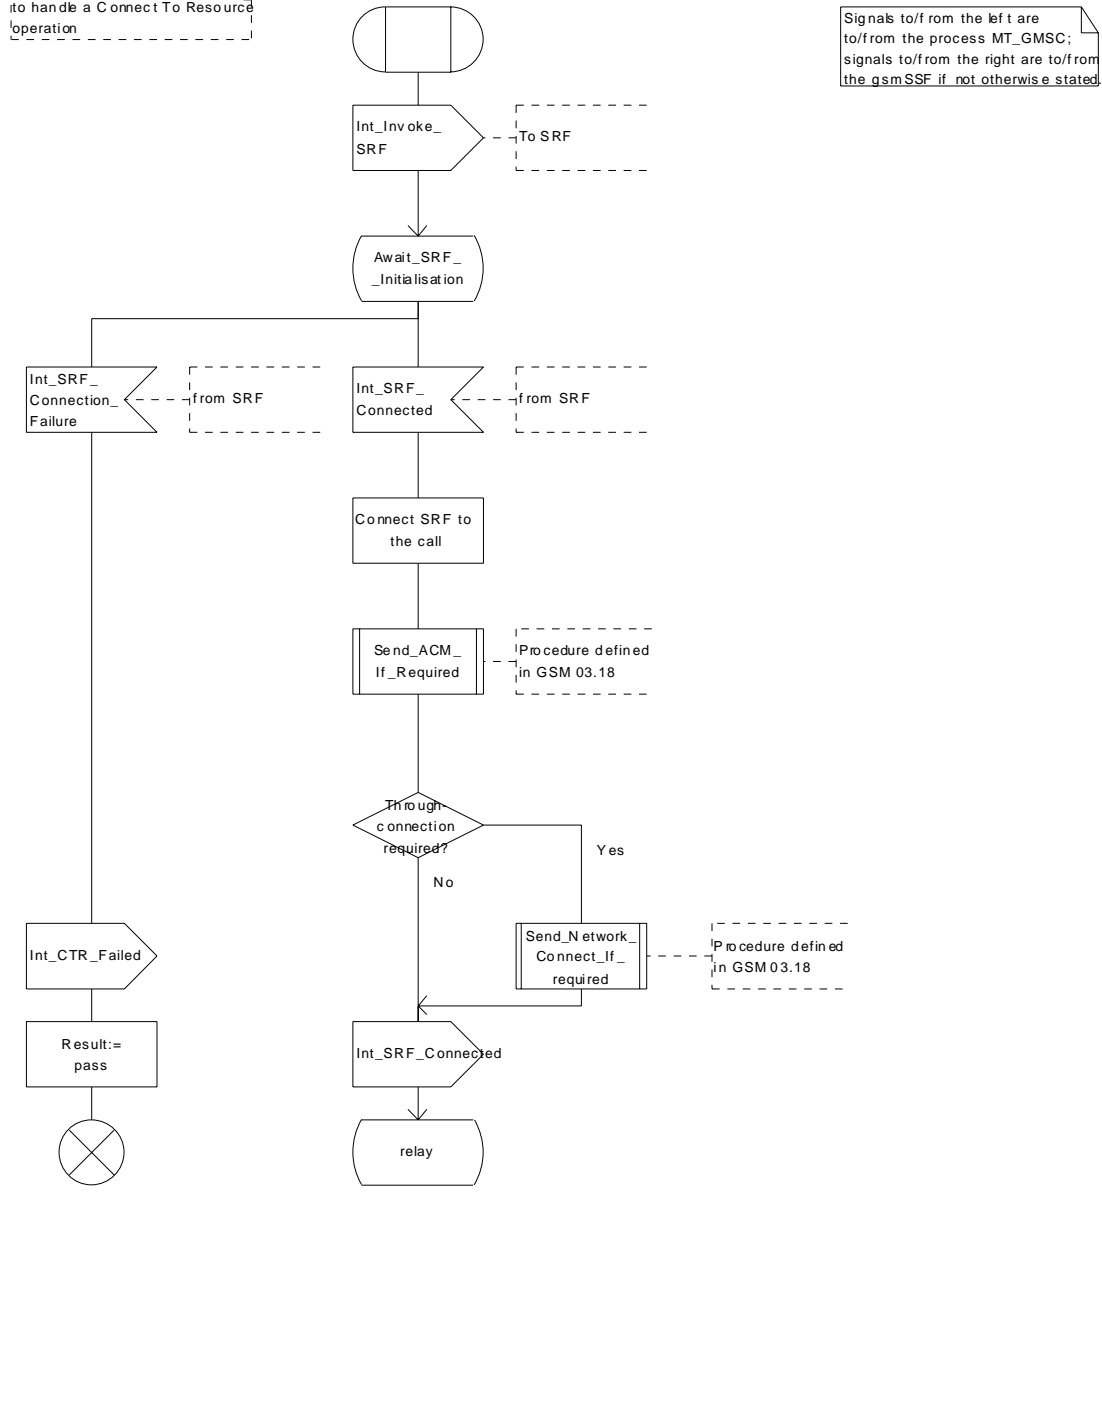 to handle a Connect To Resource
operation
Signals to/from the left are
to/from the process MT_GMSC;
signals to/from the right are to/from
the gsmSSF if not otherwise stated.
Int_Invoke_
SRF
To SRF
Await_SRF_
_Initialisation
Int_SRF_
Connection_
Failure
from SRF
Int_SRF_
Connected
from SRF
Connect SRF to
the call
Send_ACM_
If_Required
Procedure defined
in GSM 03.18
Through-
connection
required?
Yes
No
Int_CTR_Failed
Send_Network_
Connect_If_
required
Procedure defined
in GSM 03.18
Result:=
pass
Int_SRF_Connected
relay